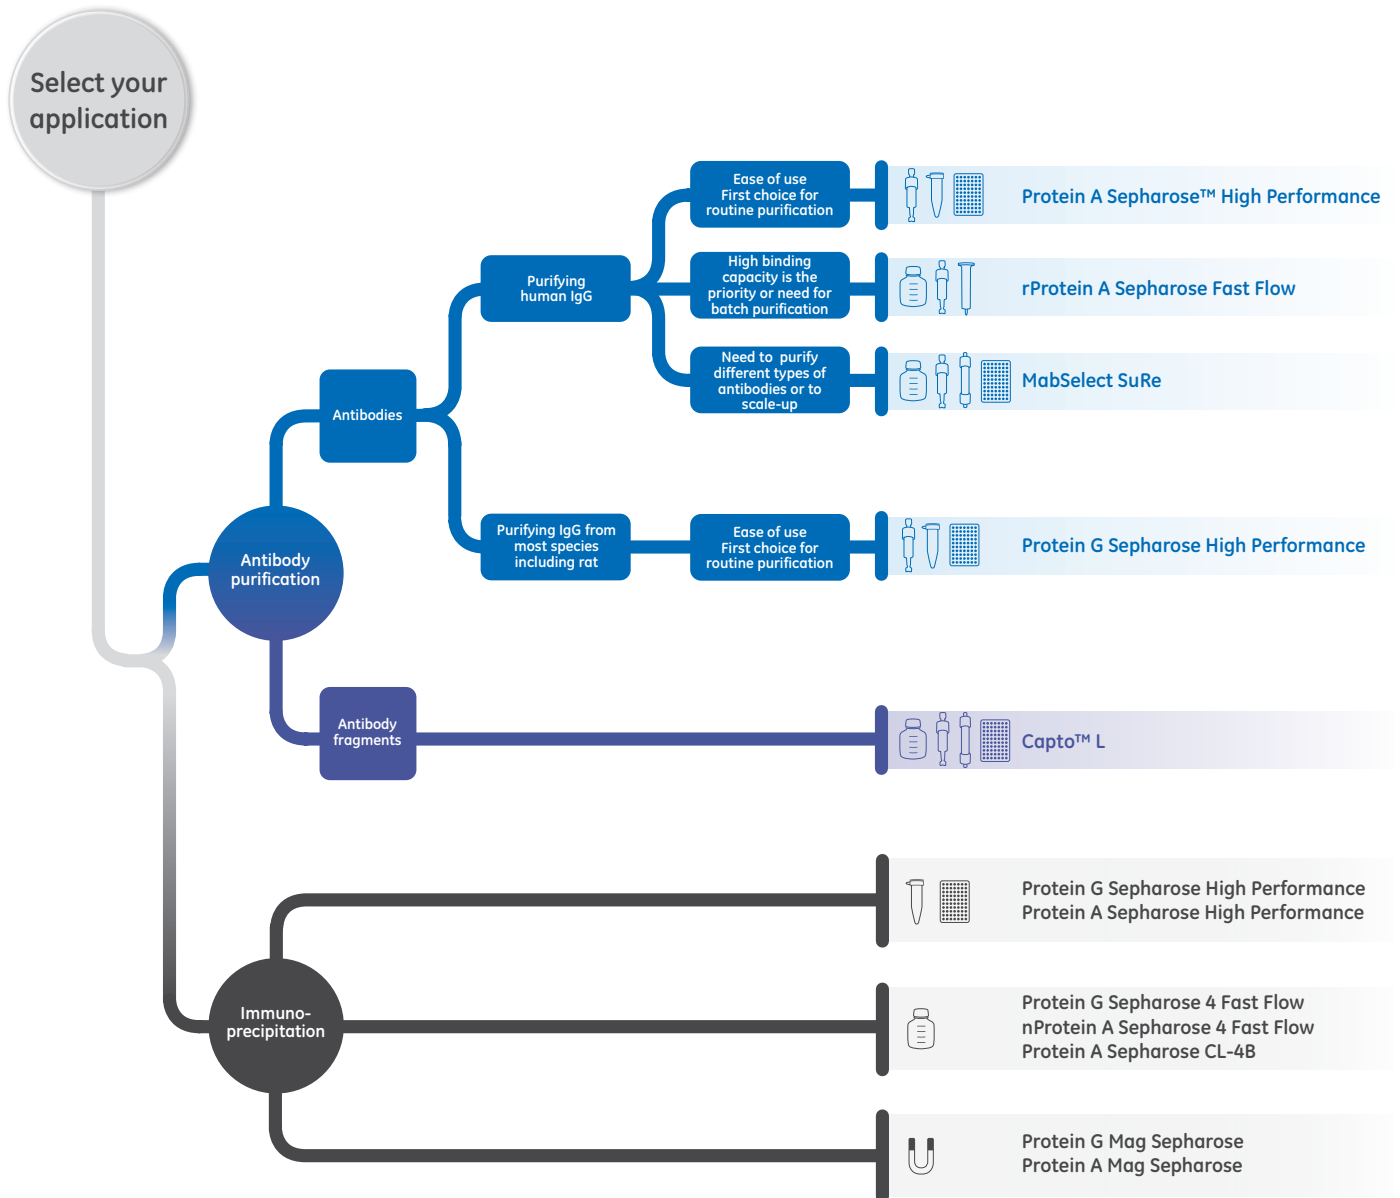 Select your
application
Ease of use
First choice for
routine purification
Protein A Sepharose™ High Performance
Purifying
human IgG
High binding
capacity is the
priority or need for
batch purification
rProtein A Sepharose Fast Flow
Need to purify
different types of
antibodies or to
scale-up
MabSelect SuRe
Antibodies
Purifying IgG from
most species
including rat
Ease of use
First choice for
routine purification
Protein G Sepharose High Performance
Antibody
purification
Antibody
fragments
Capto™ L
Protein G Sepharose High Performance
Protein A Sepharose High Performance
Immuno-
precipitation
Protein G Sepharose 4 Fast Flow
nProtein A Sepharose 4 Fast Flow
Protein A Sepharose CL-4B
Protein G Mag Sepharose
Protein A Mag Sepharose